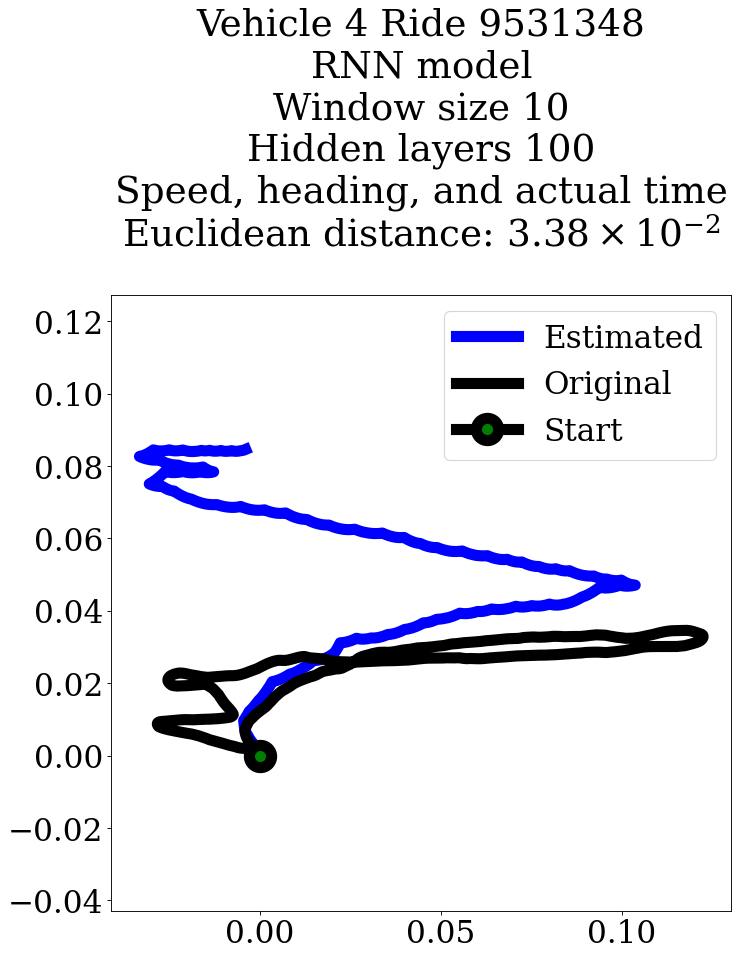 Vehicle 4 Ride 9531348
RNN model
Window size 10
Hidden layers 100
Speed, heading, and actual time
Euclidean distance: 3.38 × 10⁻²
Estimated
Original
Start
0.12
0.10
0.08
0.06
0.04
0.02
0.00
−0.02
−0.04
0.00 0.05 0.10